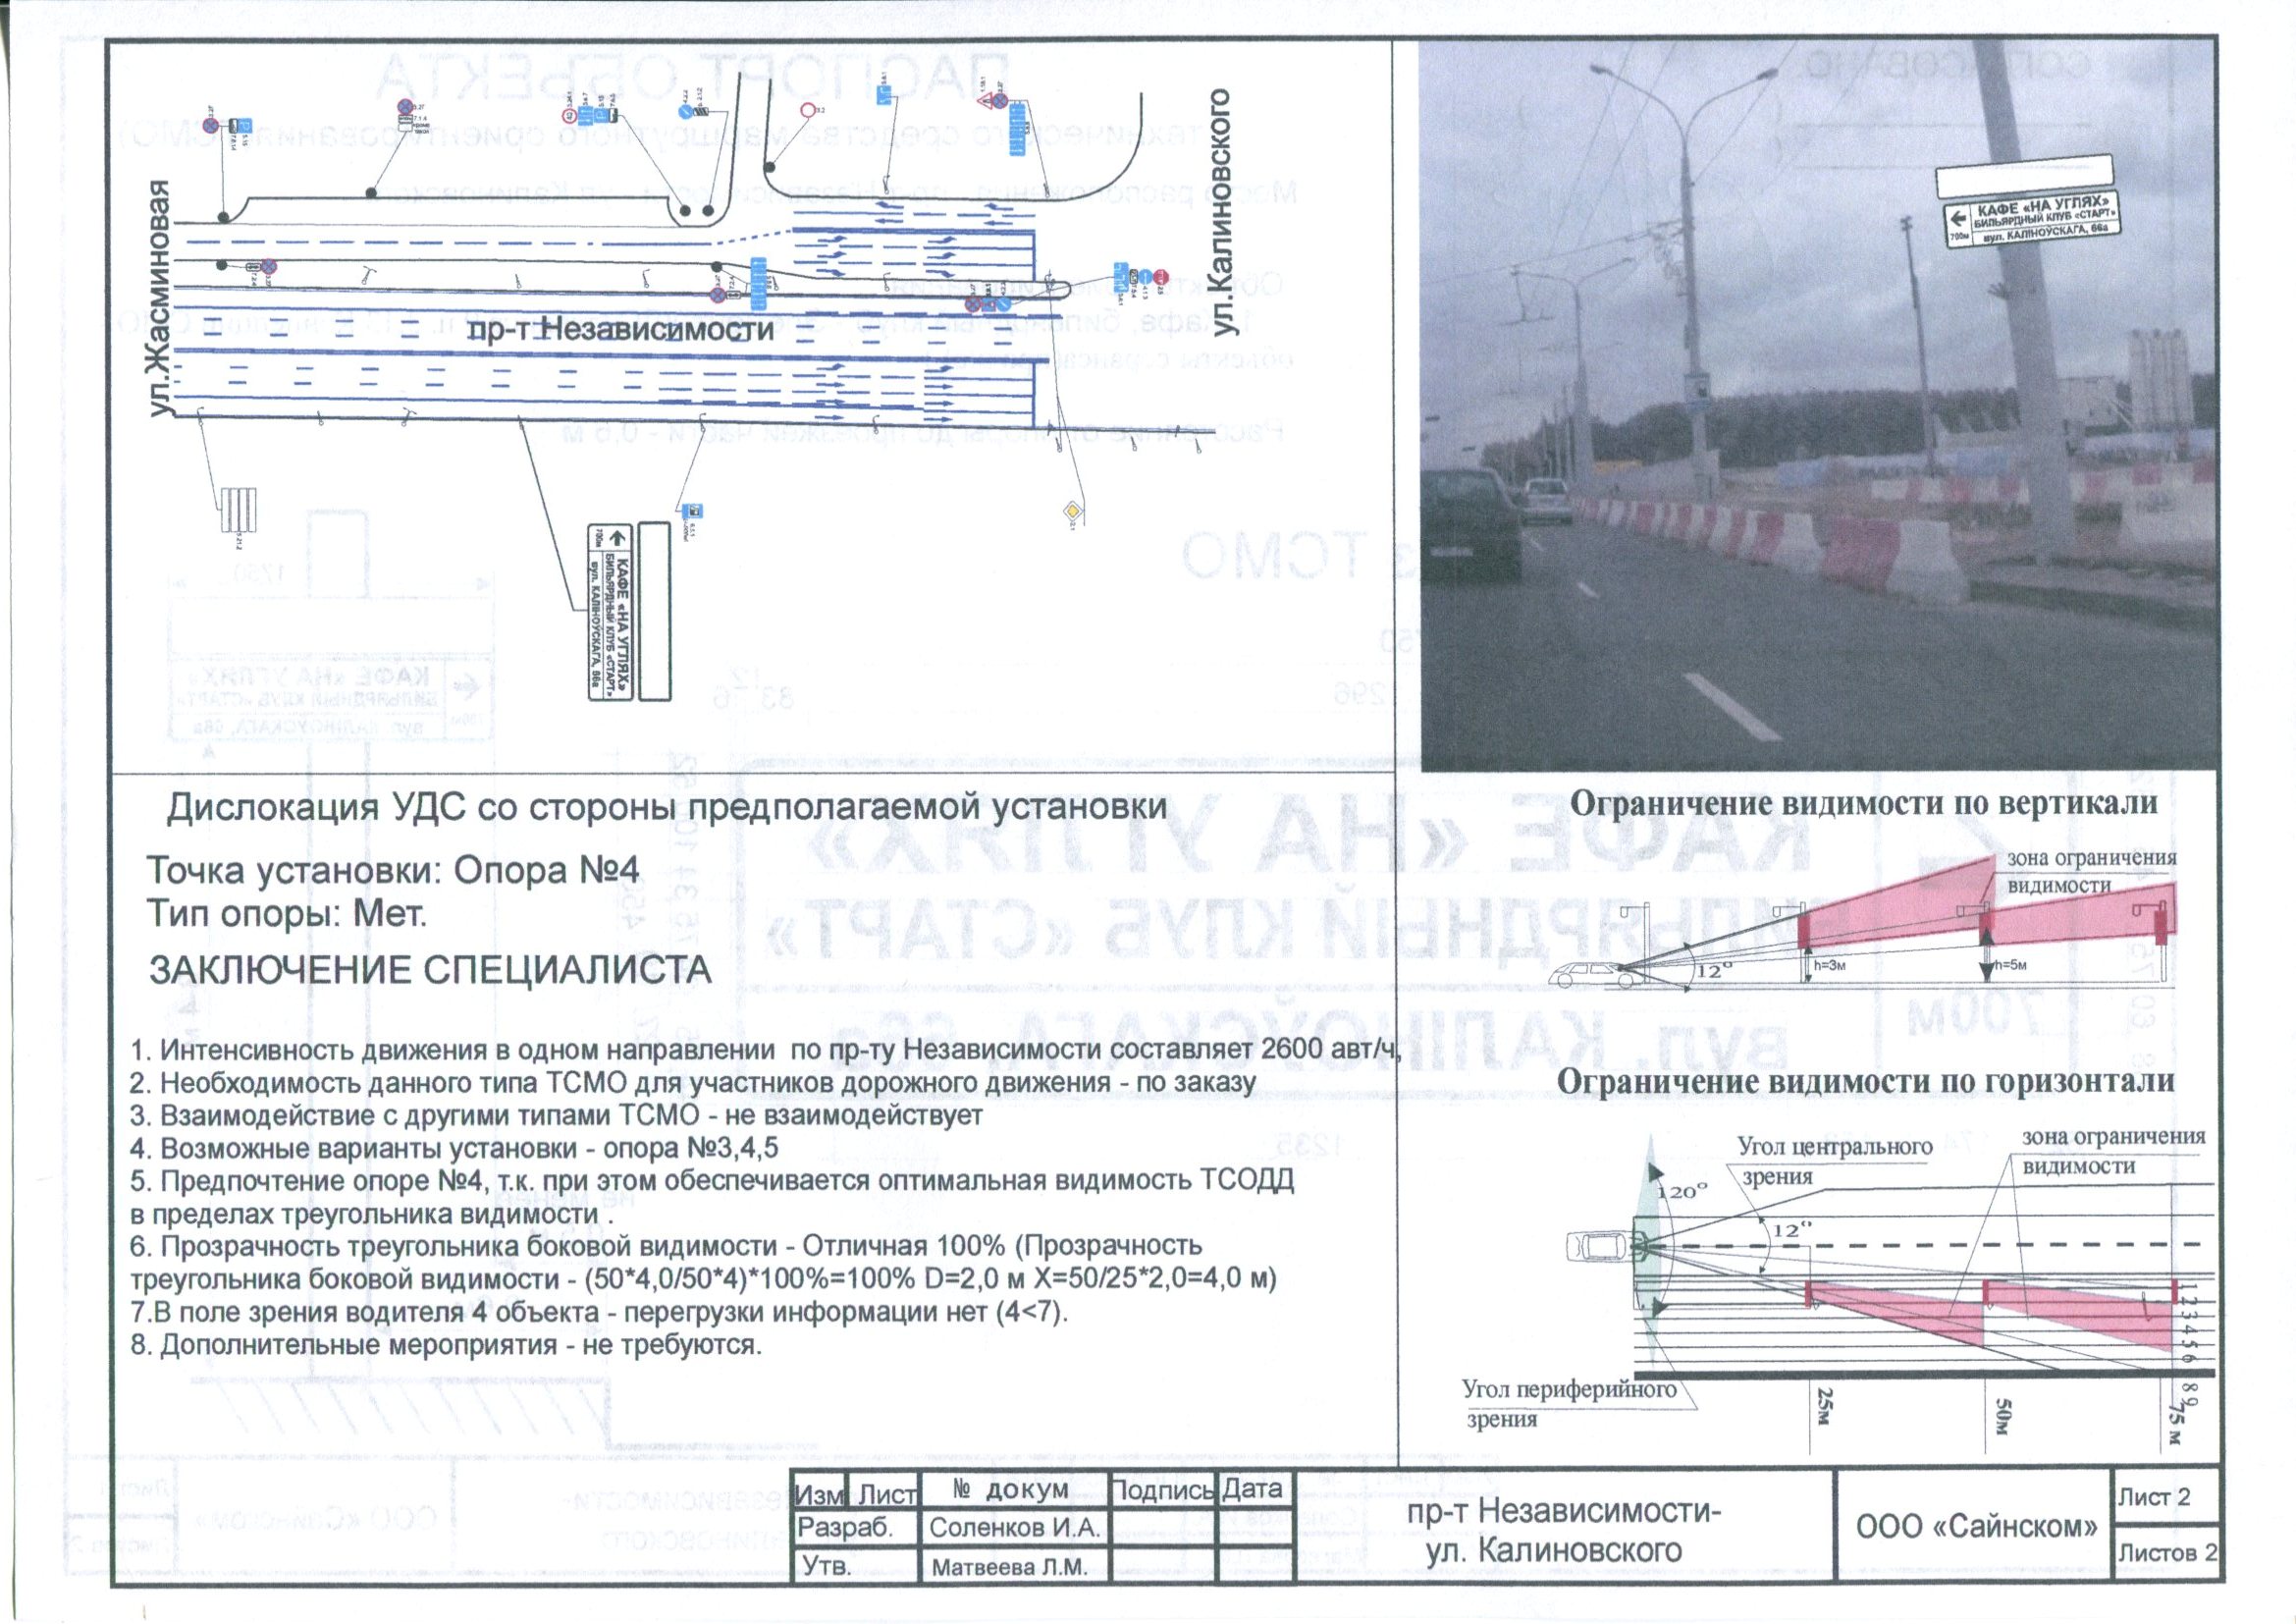 ул.Жасминовая
ул.Калиновского
пр-т Независимости
КАФЕ «НА УГЛЯХ»
БИЛЬЯРДНЫЙ КЛУБ «СТАРТ»
700м
вул. КАЛІНОЎСКАГА, 66а
КАФЕ «НА УГЛЯХ»
БИЛЬЯРДНЫЙ КЛУБ «СТАРТ»
700м
вул. КАЛІНОЎСКАГА, 66а
Дислокация УДС со стороны предполагаемой установки
Точка установки: Опора №4
Тип опоры: Мет.
ЗАКЛЮЧЕНИЕ СПЕЦИАЛИСТА
1. Интенсивность движения в одном направлении по пр-ту Независимости составляет 2600 авт/ч,
2. Необходимость данного типа ТСМО для участников дорожного движения - по заказу
3. Взаимодействие с другими типами ТСМО - не взаимодействует
4. Возможные варианты установки - опора №3,4,5
5. Предпочтение опоре №4, т.к. при этом обеспечивается оптимальная видимость ТСОДД
в пределах треугольника видимости .
6. Прозрачность треугольника боковой видимости - Отличная 100% (Прозрачность
треугольника боковой видимости - (50*4,0/50*4)*100%=100% D=2,0 м X=50/25*2,0=4,0 м)
7.В поле зрения водителя 4 объекта - перегрузки информации нет (4<7).
8. Дополнительные мероприятия - не требуются.
Ограничение видимости по вертикали
зона ограничения
видимости
12°
h=3м
h=5м
Ограничение видимости по горизонтали
Угол центрального
зрения
зона ограничения
видимости
120°
12°
1 2 3 4 5 6 8 9
Угол периферийного
зрения
25м
50м
75 м
Изм Лист № докум Подпись Дата
Разраб. Соленков И.А.
Утв. Матвеева Л.М.
пр-т Независимости-
ул. Калиновского
ООО «Сайнском»
Лист 2
Листов 2